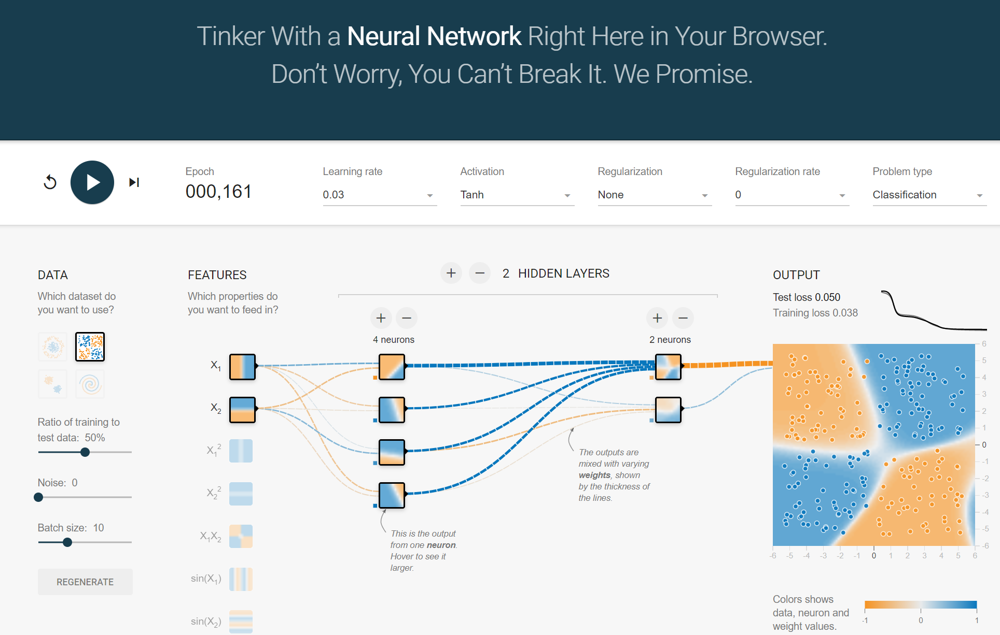 Tinker With a Neural Network Right Here in Your Browser.
Don’t Worry, You Can’t Break It. We Promise.
Epoch
000,161
Learning rate
0.03
Activation
Tanh
Regularization
None
Regularization rate
0
Problem type
Classification
DATA
Which dataset do
you want to use?
Ratio of training to
test data: 50%
Noise: 0
Batch size: 10
REGENERATE
FEATURES
Which properties do
you want to feed in?
X1
X2
X1²
X2²
X1X2
sin(X1)
sin(X2)
+ − 2 HIDDEN LAYERS
+ −
4 neurons
+ −
2 neurons
This is the output
from one neuron.
Hover to see it
larger.
The outputs are
mixed with varying
weights, shown
by the thickness of
the lines.
OUTPUT
Test loss 0.050
Training loss 0.038
6
5
4
3
2
1
0
-1
-2
-3
-4
-5
-6
-6 -5 -4 -3 -2 -1 0 1 2 3 4 5 6
Colors shows
data, neuron and
weight values.
-1 0 1